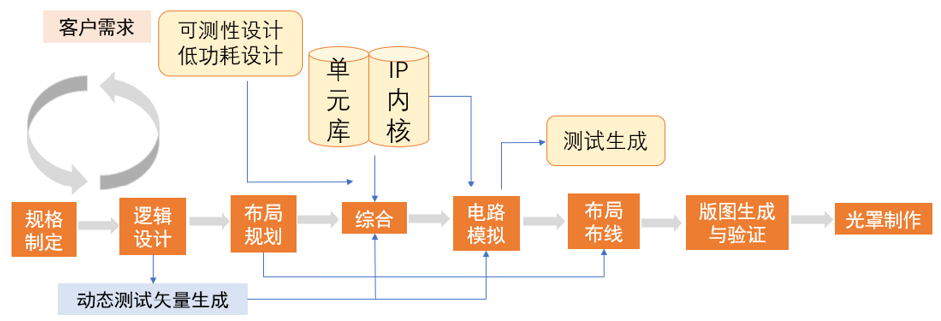 客户需求
可测性设计
低功耗设计
单
元
库
IP
内
核
测试生成
规格
制定
逻辑
设计
布局
规划
综合
电路
模拟
布局
布线
版图生成
与验证
光罩制作
动态测试矢量生成